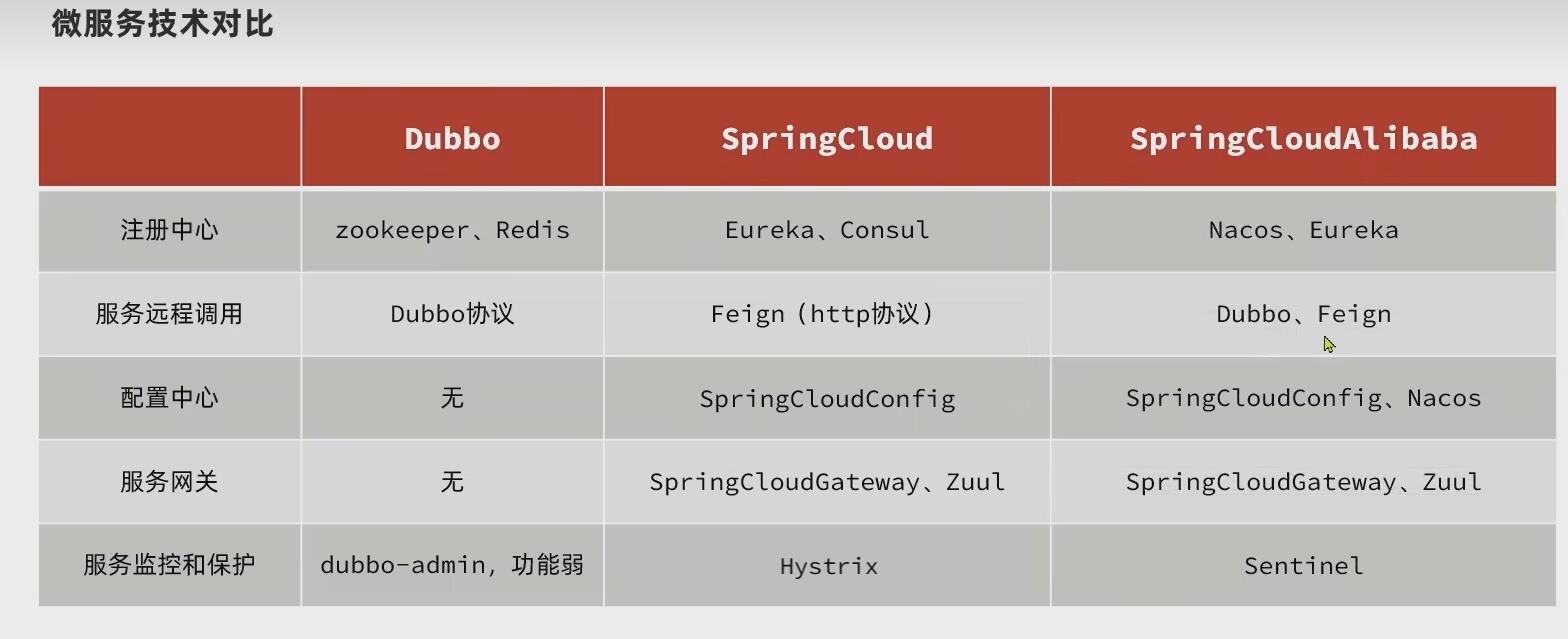 微服务技术对比
Dubbo SpringCloud SpringCloudAlibaba
注册中心 zookeeper、Redis Eureka、Consul Nacos、Eureka
服务远程调用 Dubbo协议 Feign（http协议） Dubbo、Feign
配置中心 无 SpringCloudConfig SpringCloudConfig、Nacos
服务网关 无 SpringCloudGateway、Zuul SpringCloudGateway、Zuul
服务监控和保护 dubbo-admin，功能弱 Hystrix Sentinel